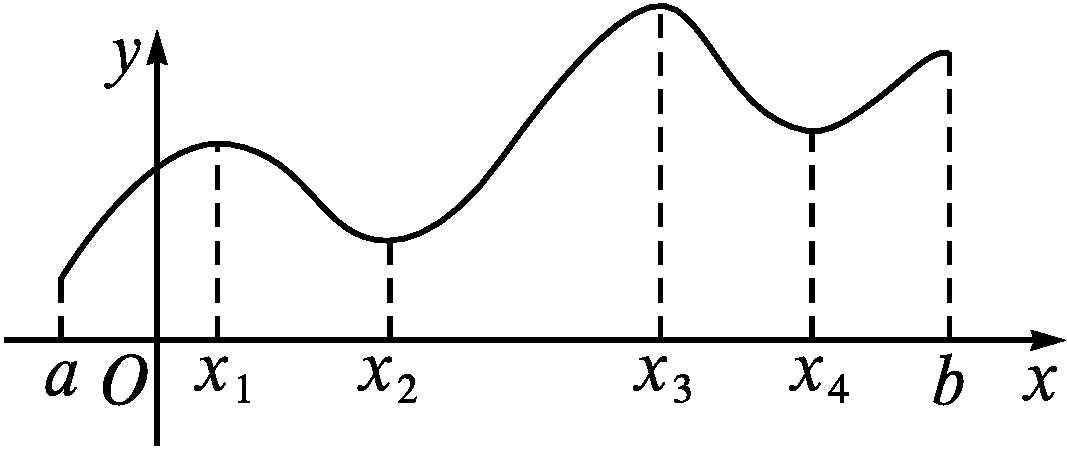 y
a O x₁ x₂ x₃ x₄ b x